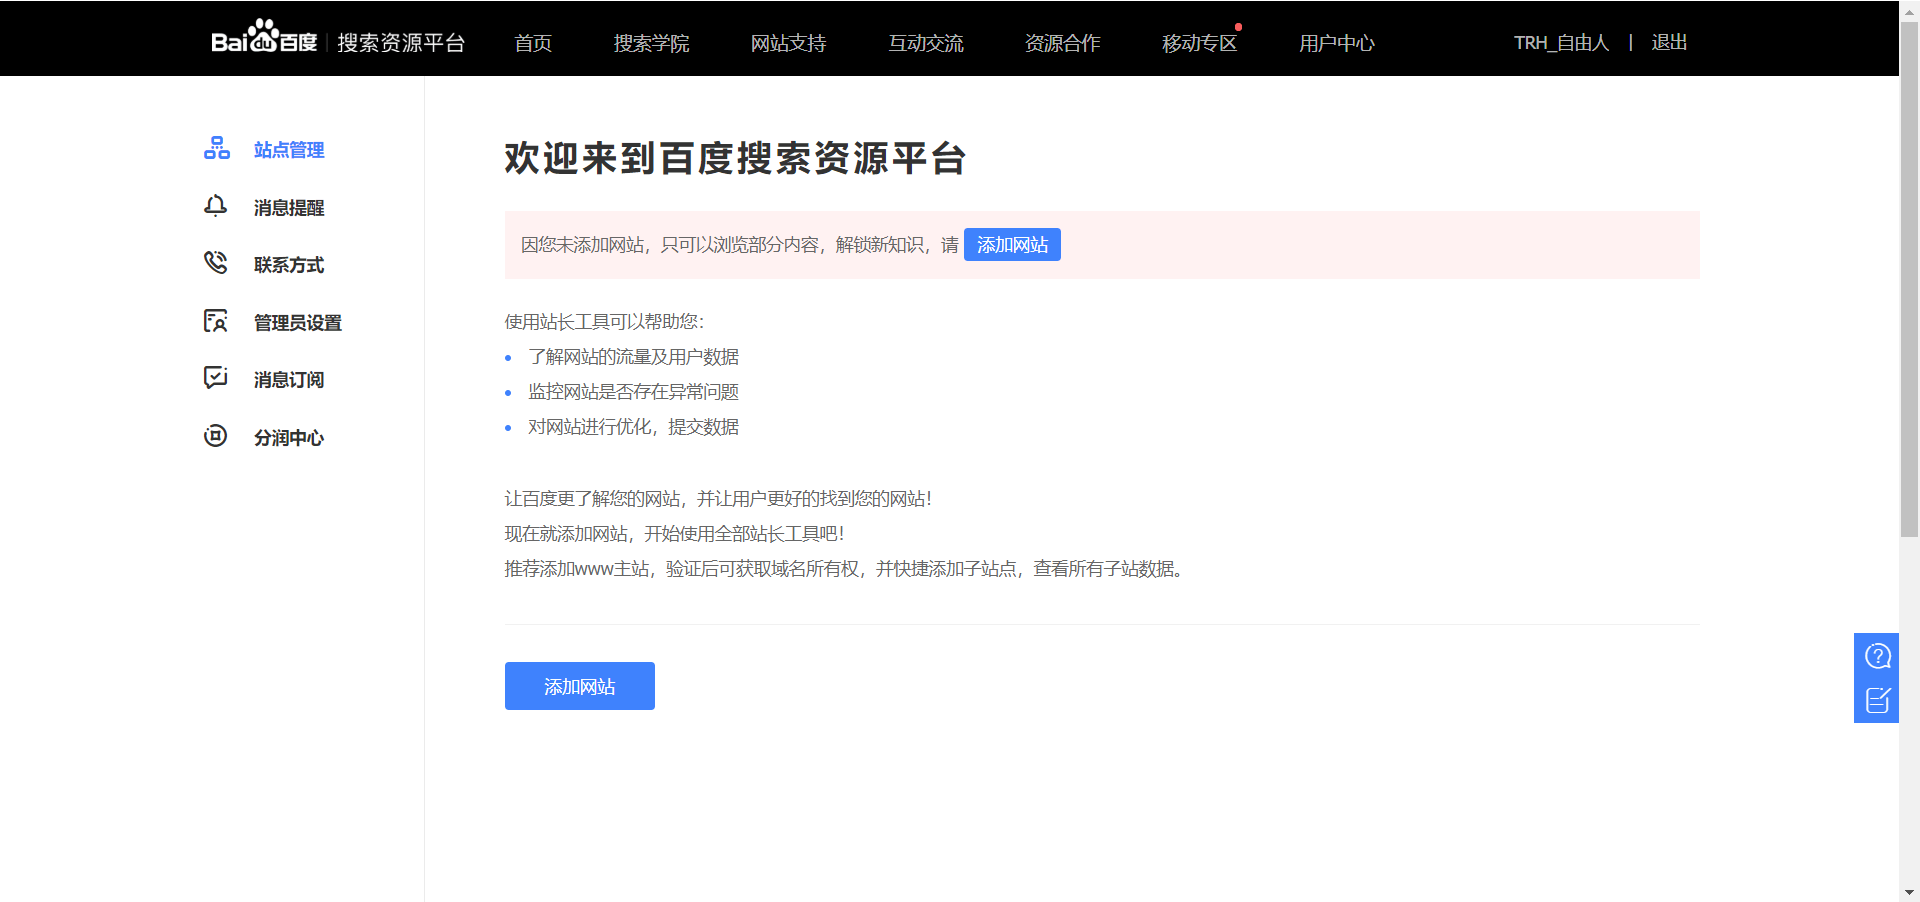 Baidu百度 | 搜索资源平台 首页 搜索学院 网站支持 互动交流 资源合作 移动专区 用户中心 TRH_自由人 | 退出
站点管理
消息提醒
联系方式
管理员设置
消息订阅
分润中心
欢迎来到百度搜索资源平台
因您未添加网站，只可以浏览部分内容，解锁新知识，请 添加网站
使用站长工具可以帮助您：
了解网站的流量及用户数据
监控网站是否存在异常问题
对网站进行优化，提交数据
让百度更了解您的网站，并让用户更好的找到您的网站！
现在就添加网站，开始使用全部站长工具吧！
推荐添加www主站，验证后可获取域名所有权，并快捷添加子站点，查看所有子站数据。
添加网站